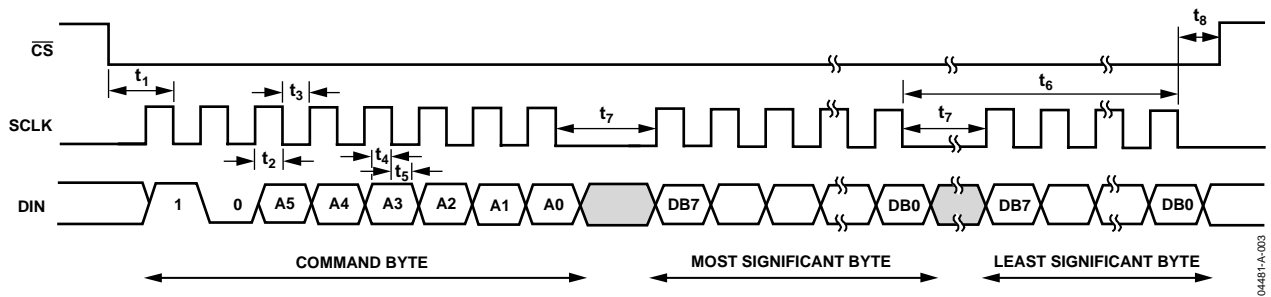 t8
CS
t1
t3
t6
SCLK
t7
t7
t2
t4
t5
DIN
1
0
A5
A4
A3
A2
A1
A0
DB7
DB0
DB7
DB0
COMMAND BYTE
MOST SIGNIFICANT BYTE
LEAST SIGNIFICANT BYTE
04481-A-003